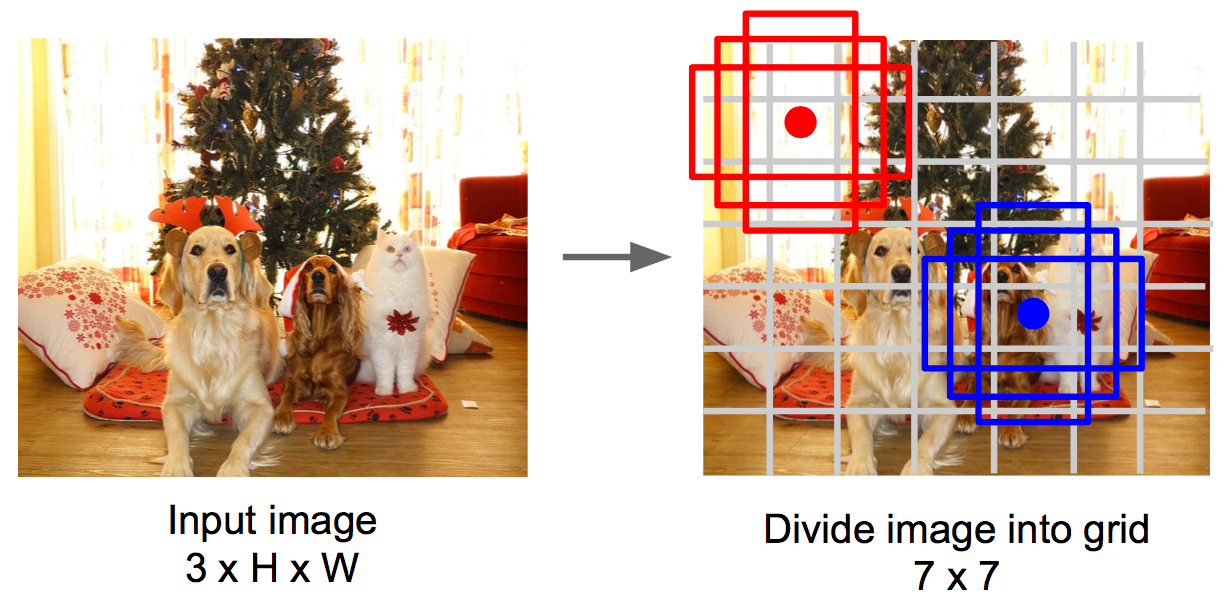 Input image
3 x H x W
Divide image into grid
7 x 7